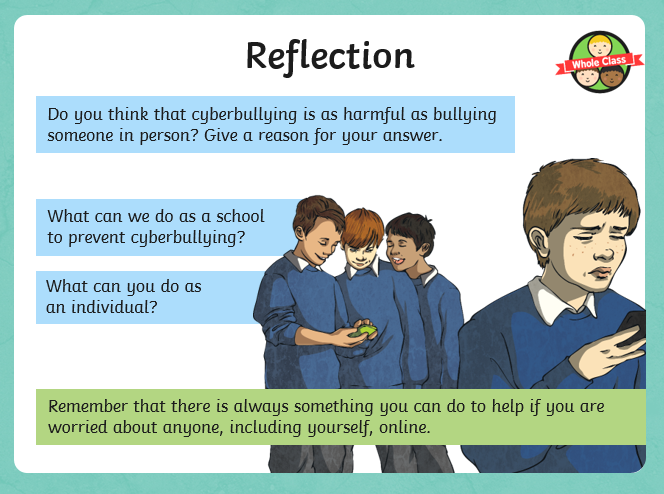 Reflection
Whole Class
Do you think that cyberbullying is as harmful as bullying
someone in person? Give a reason for your answer.
What can we do as a school
to prevent cyberbullying?
What can you do as
an individual?
Remember that there is always something you can do to help if you are
worried about anyone, including yourself, online.